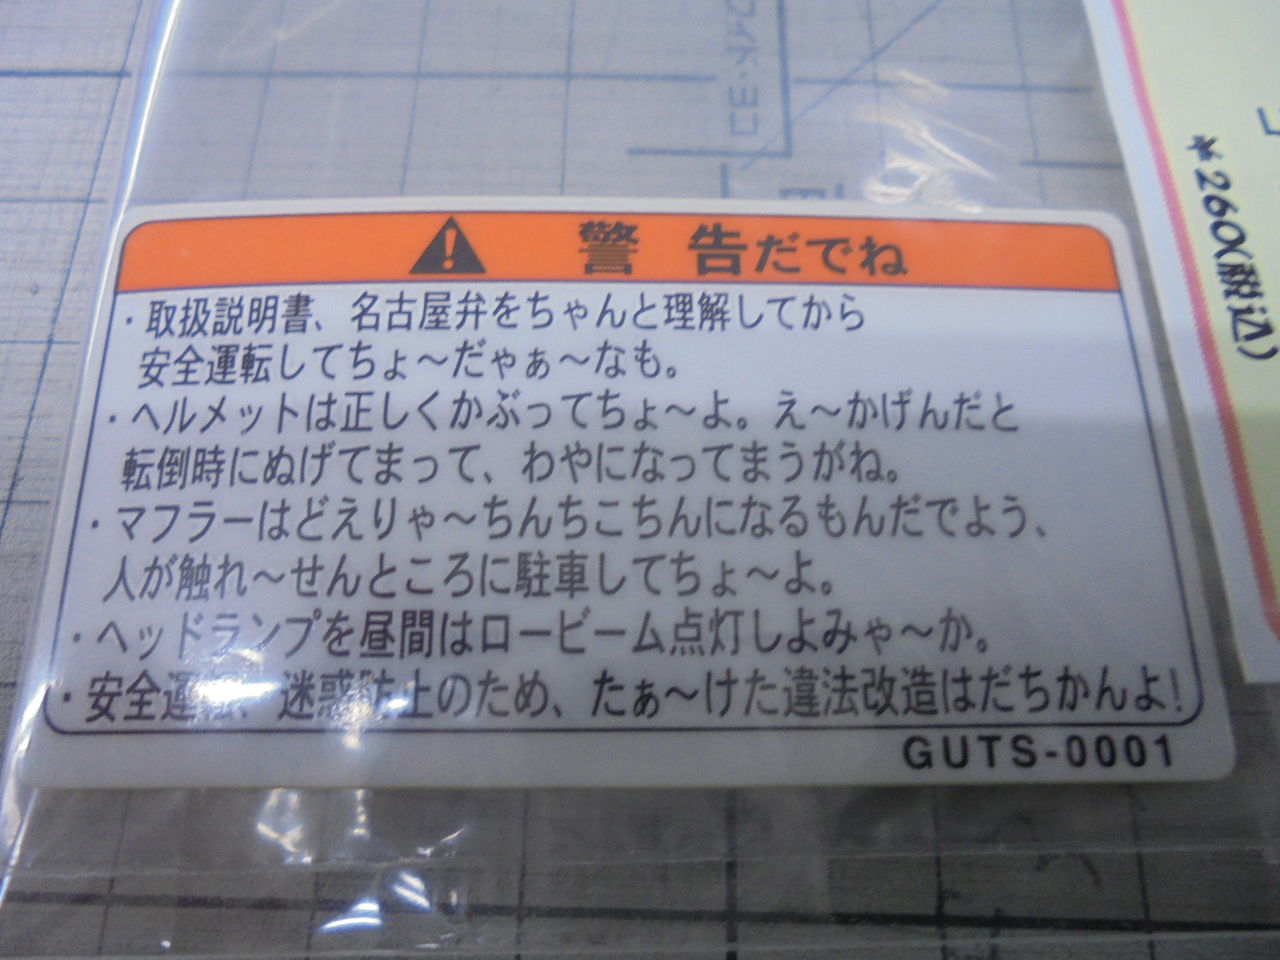 ワイド・ヨコ
*260(税込)
警 告だでね
・取扱説明書、名古屋弁をちゃんと理解してから
安全運転してちょ～だゃぁ～なも。
・ヘルメットは正しくかぶってちょ～よ。え～かげんだと
転倒時にぬげてまって、わやになってまうがね。
・マフラーはどえりゃ～ちんちこちんになるもんだでよう、
人が触れ～せんところに駐車してちょ～よ。
・ヘッドランプを昼間はロービーム点灯しよみゃ～か。
・安全運転、迷惑防止のため、たぁ～けた違法改造はだちかんよ!
GUTS-0001